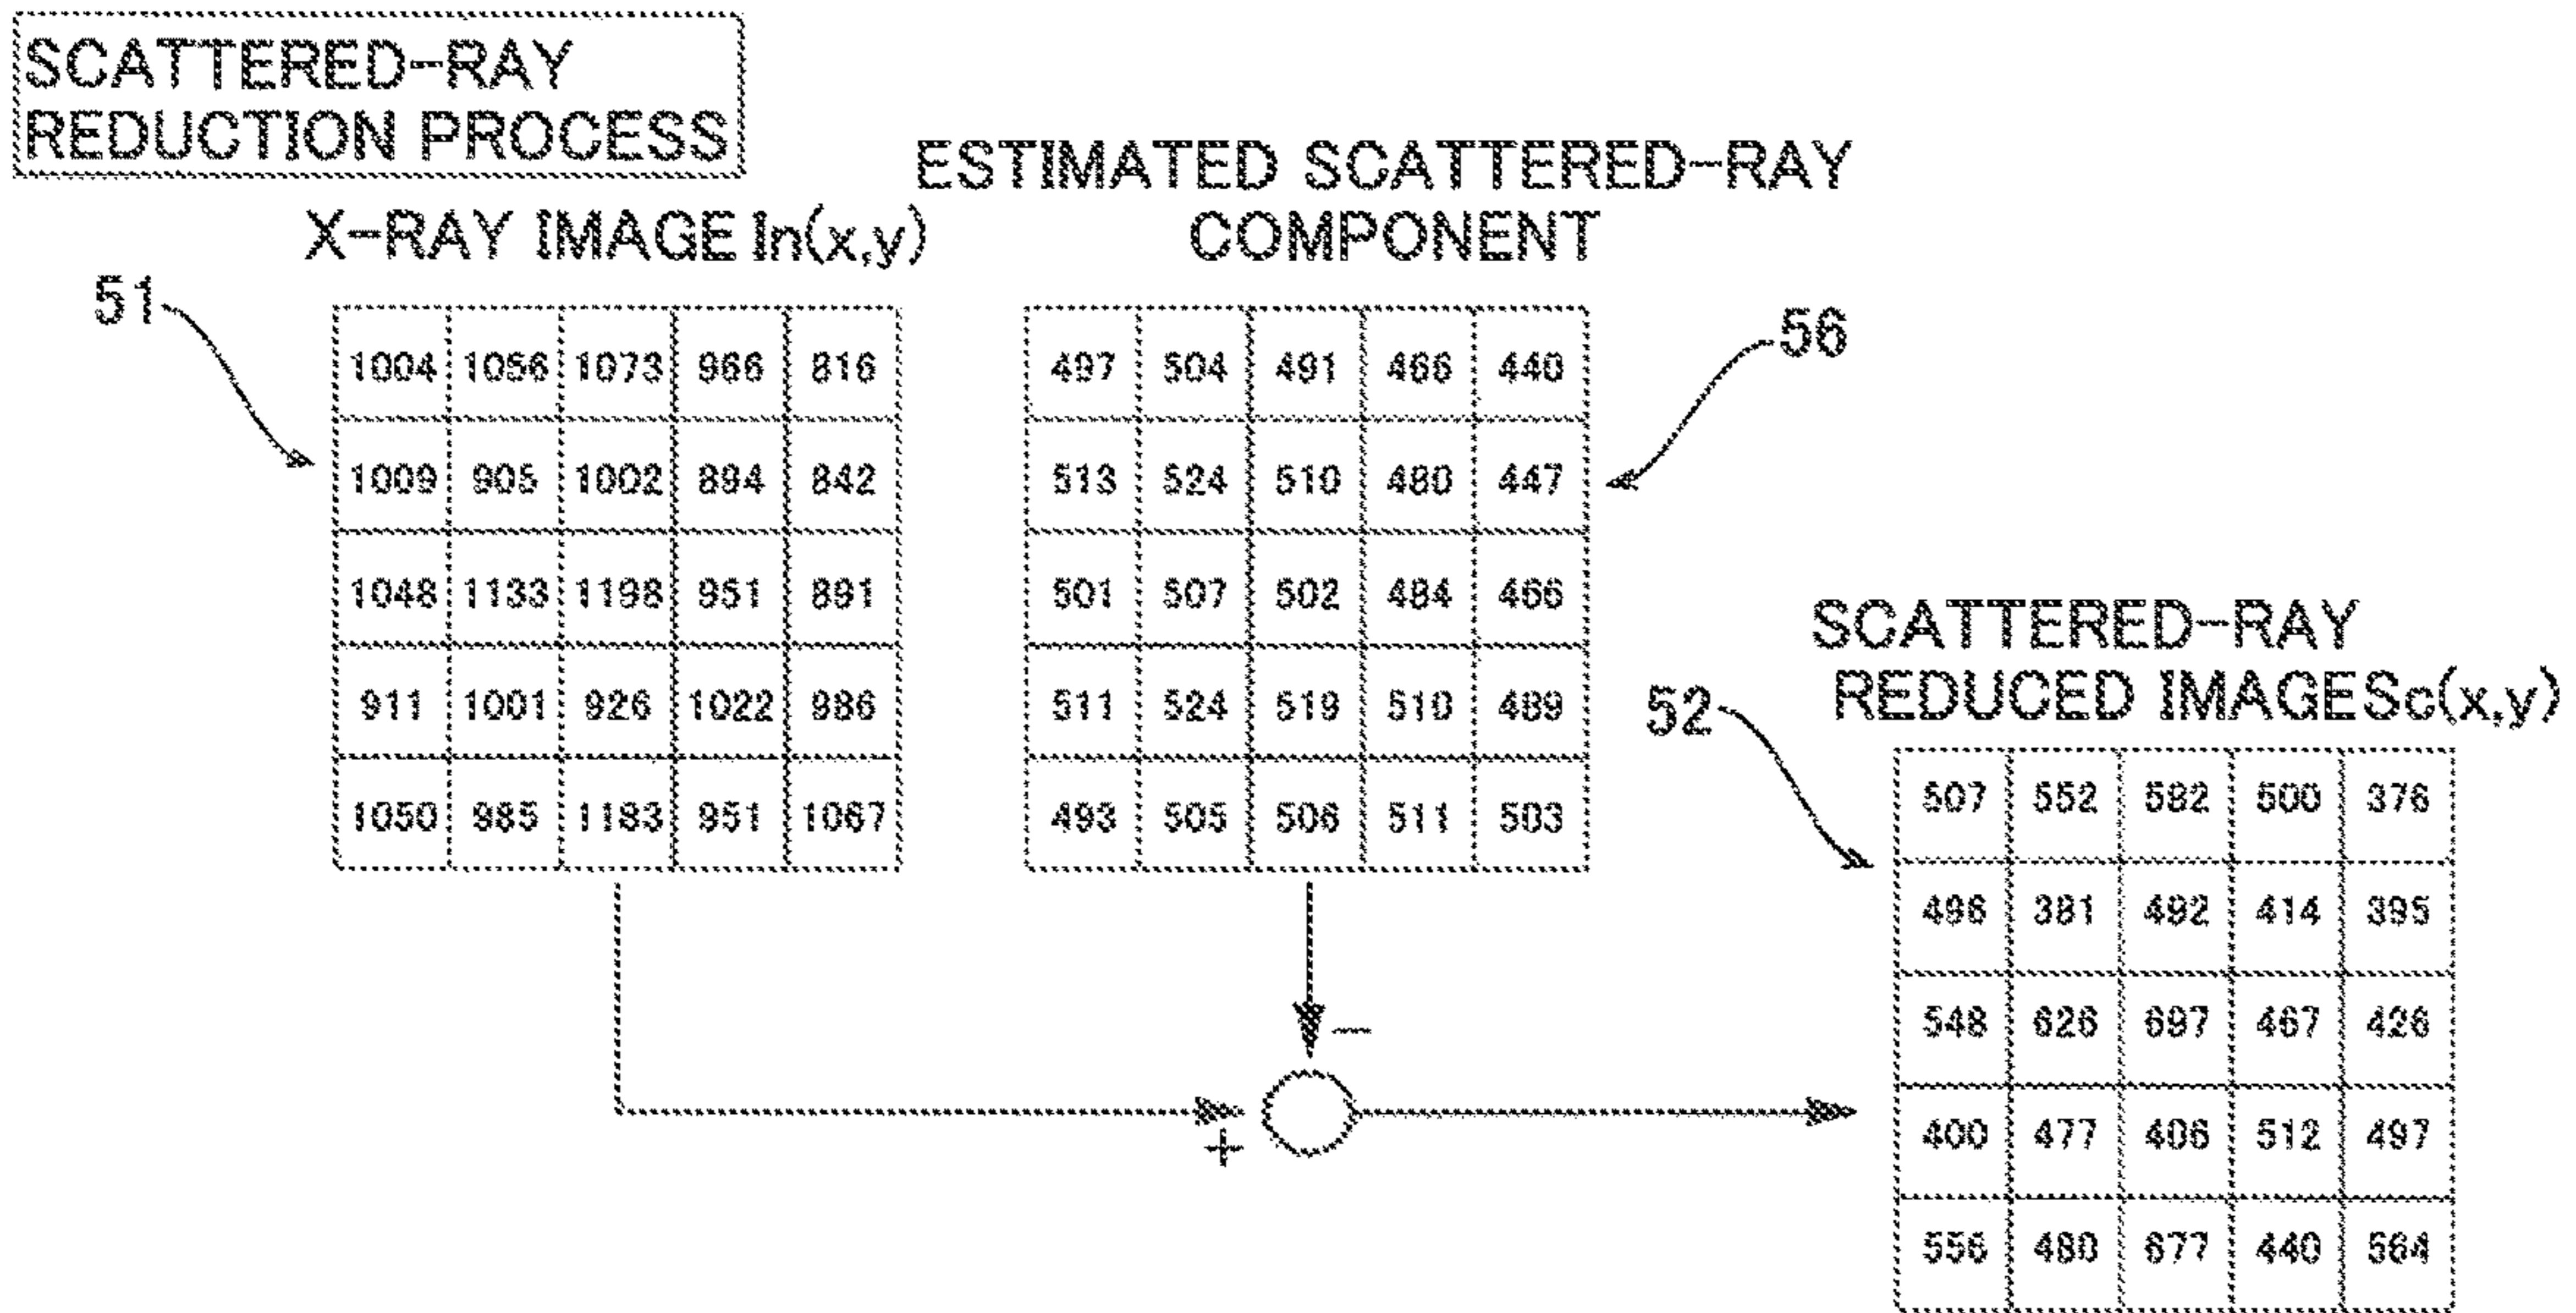 SCATTERED-RAY
REDUCTION PROCESS
X-RAY IMAGE In(x,y)
51
1004 1056 1073 966 816
1009 905 1002 894 842
1048 1133 1198 951 891
911 1001 926 1022 986
1050 985 1183 951 1067
ESTIMATED SCATTERED-RAY
COMPONENT
56
497 504 491 466 440
513 524 510 480 447
501 507 502 484 466
511 524 519 510 489
493 505 506 511 503
−
+
SCATTERED-RAY
REDUCED IMAGESc(x,y)
52
507 552 582 500 376
496 381 492 414 395
548 626 697 467 426
400 477 406 512 497
556 480 677 440 564